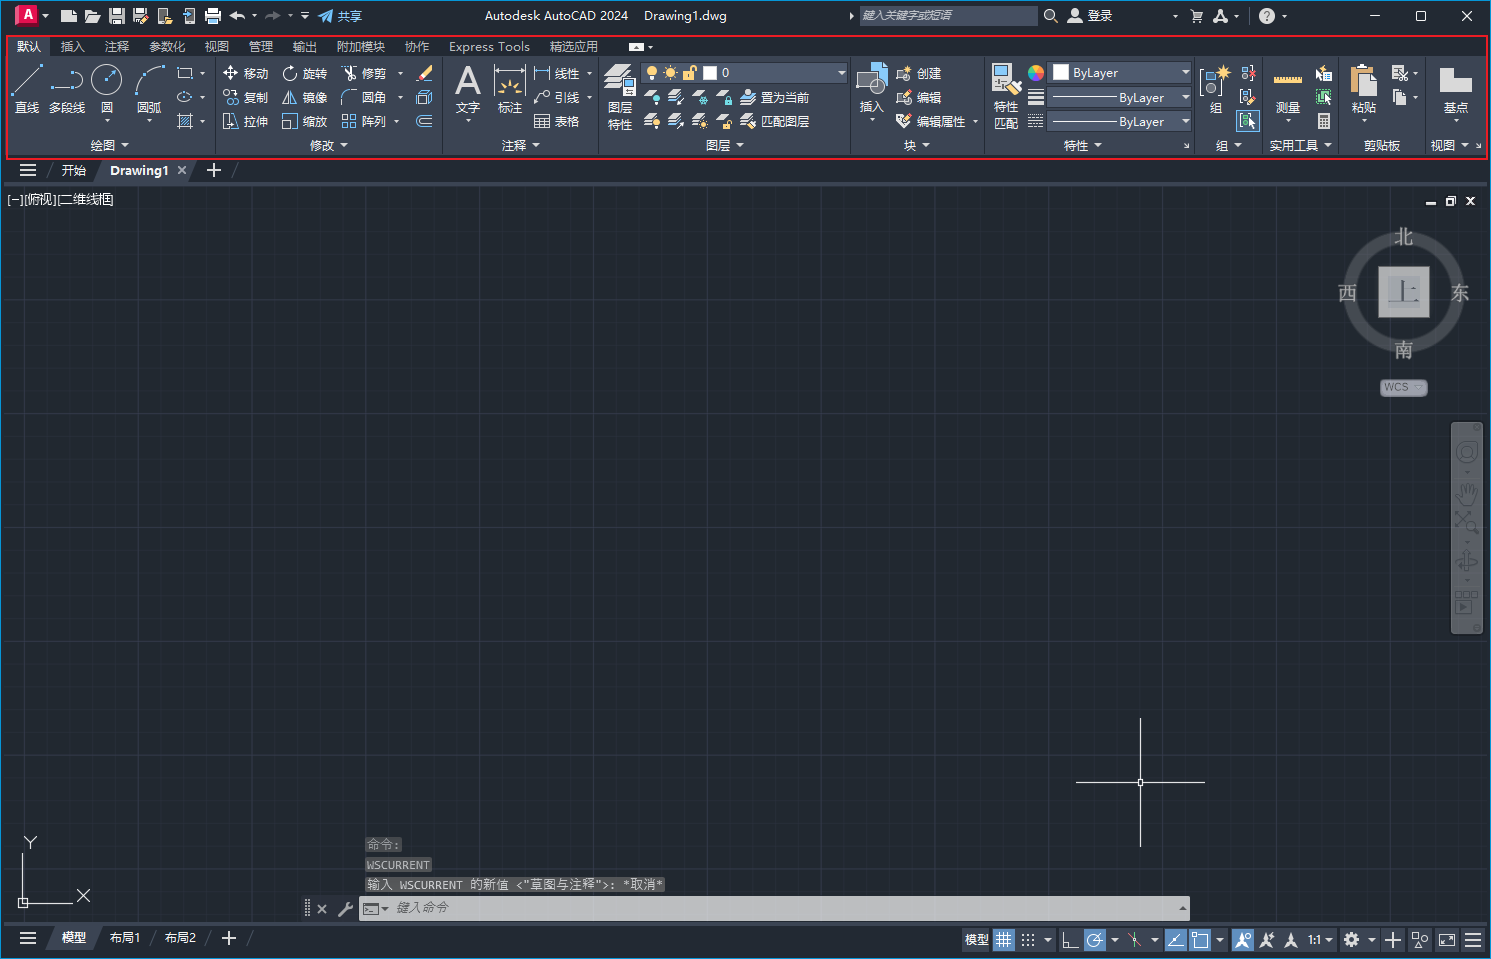 A 共享 Autodesk AutoCAD 2024 Drawing1.dwg 键入关键字或短语 登录 ?
默认 插入 注释 参数化 视图 管理 输出 附加模块 协作 Express Tools 精选应用
直线 多段线 圆 圆弧
移动 旋转 修剪
复制 镜像 圆角
拉伸 缩放 阵列
A 文字 标注
线性
引线
表格
图层
特性
0
置为当前
匹配图层
插入
创建
编辑
编辑属性
特性
匹配
ByLayer
ByLayer
ByLayer
组 测量 粘贴 基点
绘图 修改 注释 图层 块 特性 组 实用工具 剪贴板 视图
开始 Drawing1
[−][俯视][二维线框]
北
西 上 东
南
WCS
Y
X
命令:
WSCURRENT
输入 WSCURRENT 的新值 <"草图与注释">: *取消*
键入命令
模型 布局1 布局2 模型 1:1